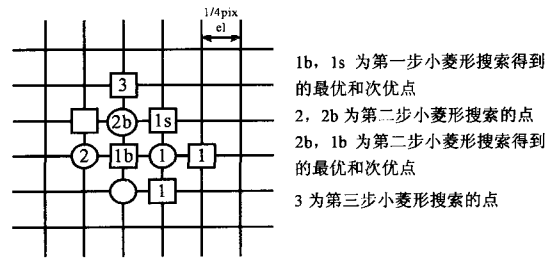 1/4pix
el
3
2b
1s
2
1b
1
1
1
1b，1s 为第一步小菱形搜索得到
的最优和次优点
2，2b 为第二步小菱形搜索的点
2b，1b 为第二步小菱形搜索得到
的最优和次优点
3 为第三步小菱形搜索的点